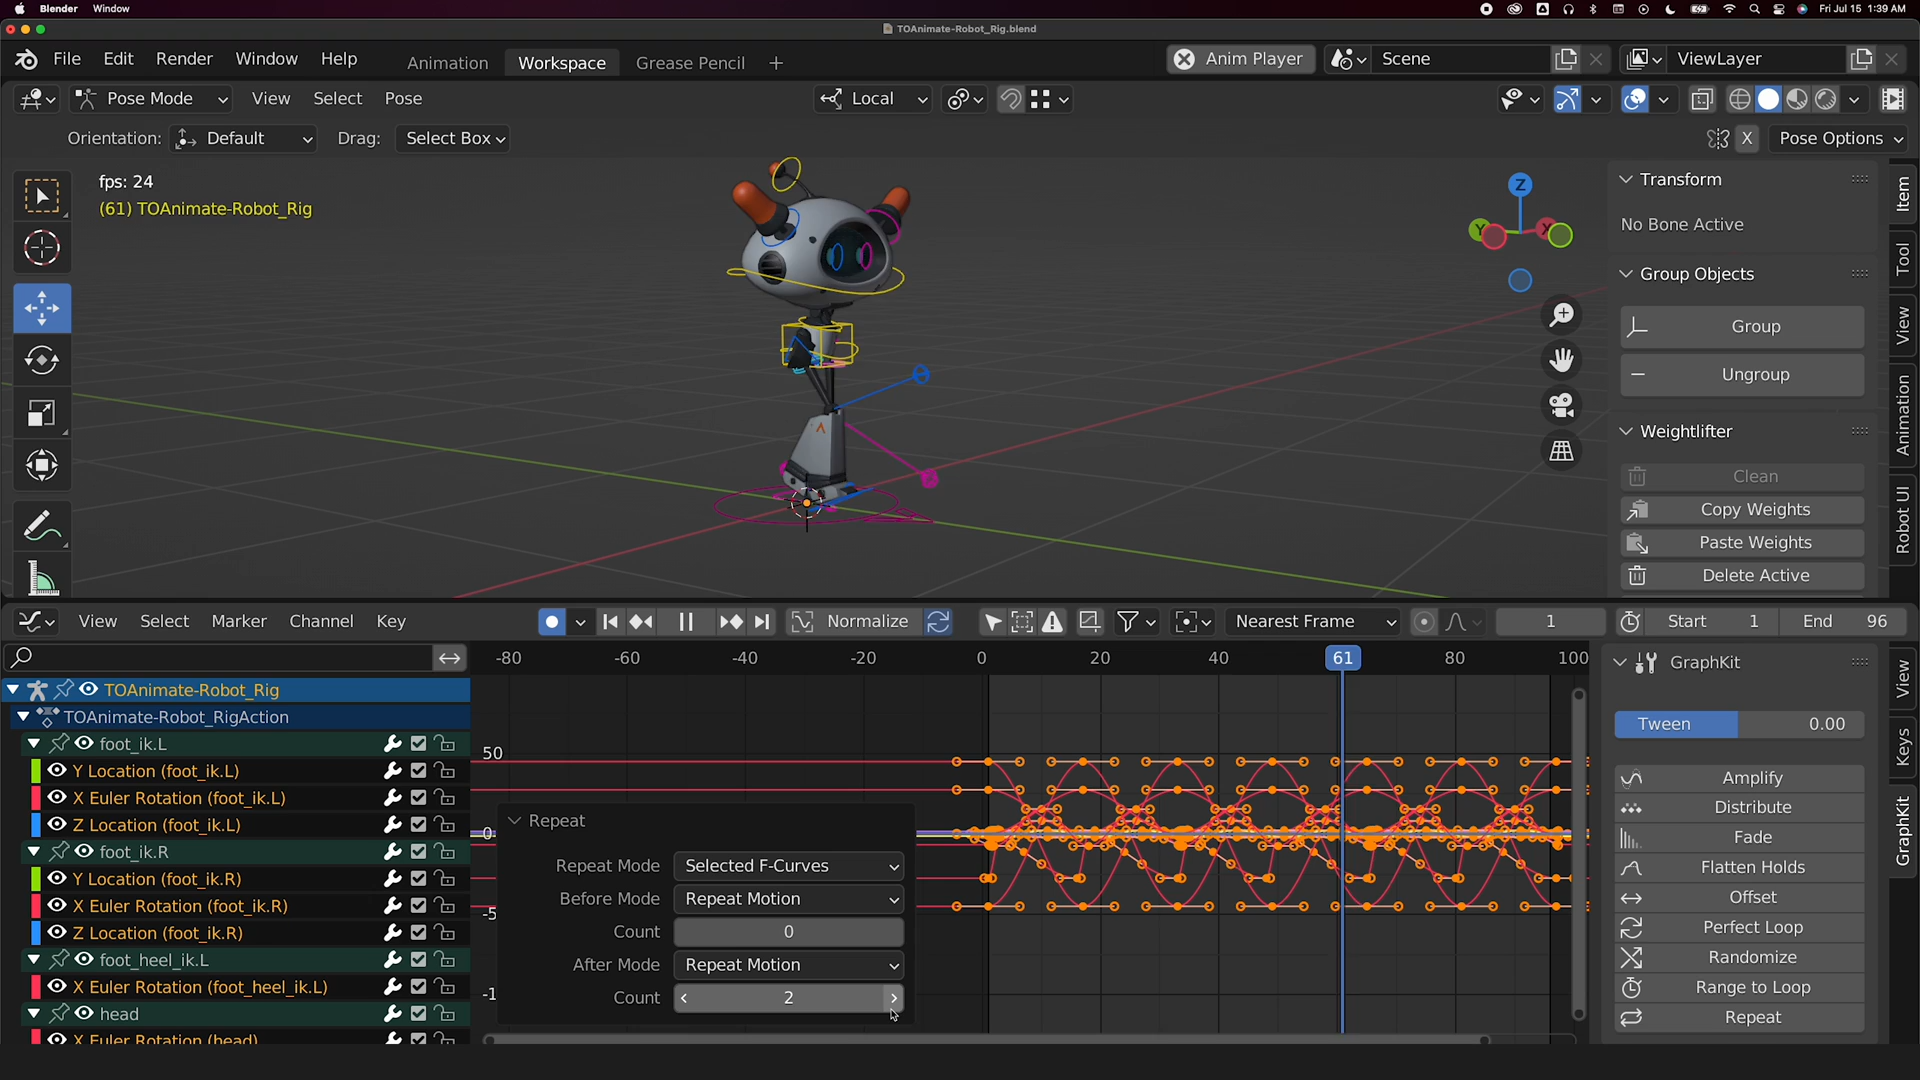 Blender Window Fri Jul 15 1:39 AM
TOAnimate-Robot_Rig.blend
File Edit Render Window Help Animation Workspace Grease Pencil + Anim Player Scene ViewLayer
Pose Mode View Select Pose Local
Orientation: Default Drag: Select Box X Pose Options
fps: 24
(61) TOAnimate-Robot_Rig
Z
Y
X
Transform
No Bone Active
Group Objects
Group
Ungroup
Weightlifter
Clean
Copy Weights
Paste Weights
Delete Active
Item
Tool
View
Animation
Robot UI
View Select Marker Channel Key Normalize Nearest Frame 1 Start 1 End 96
-80 -60 -40 -20 0 20 40 61 80 100
TOAnimate-Robot_Rig
TOAnimate-Robot_RigAction
foot_ik.L
Y Location (foot_ik.L)
X Euler Rotation (foot_ik.L)
Z Location (foot_ik.L)
foot_ik.R
Y Location (foot_ik.R)
X Euler Rotation (foot_ik.R)
Z Location (foot_ik.R)
foot_heel_ik.L
X Euler Rotation (foot_heel_ik.L)
head
X Euler Rotation (head)
50
0
-5
-1
Repeat
Repeat Mode Selected F-Curves
Before Mode Repeat Motion
Count 0
After Mode Repeat Motion
Count 2
GraphKit
Tween 0.00
Amplify
Distribute
Fade
Flatten Holds
Offset
Perfect Loop
Randomize
Range to Loop
Repeat
View
Keys
GraphKit